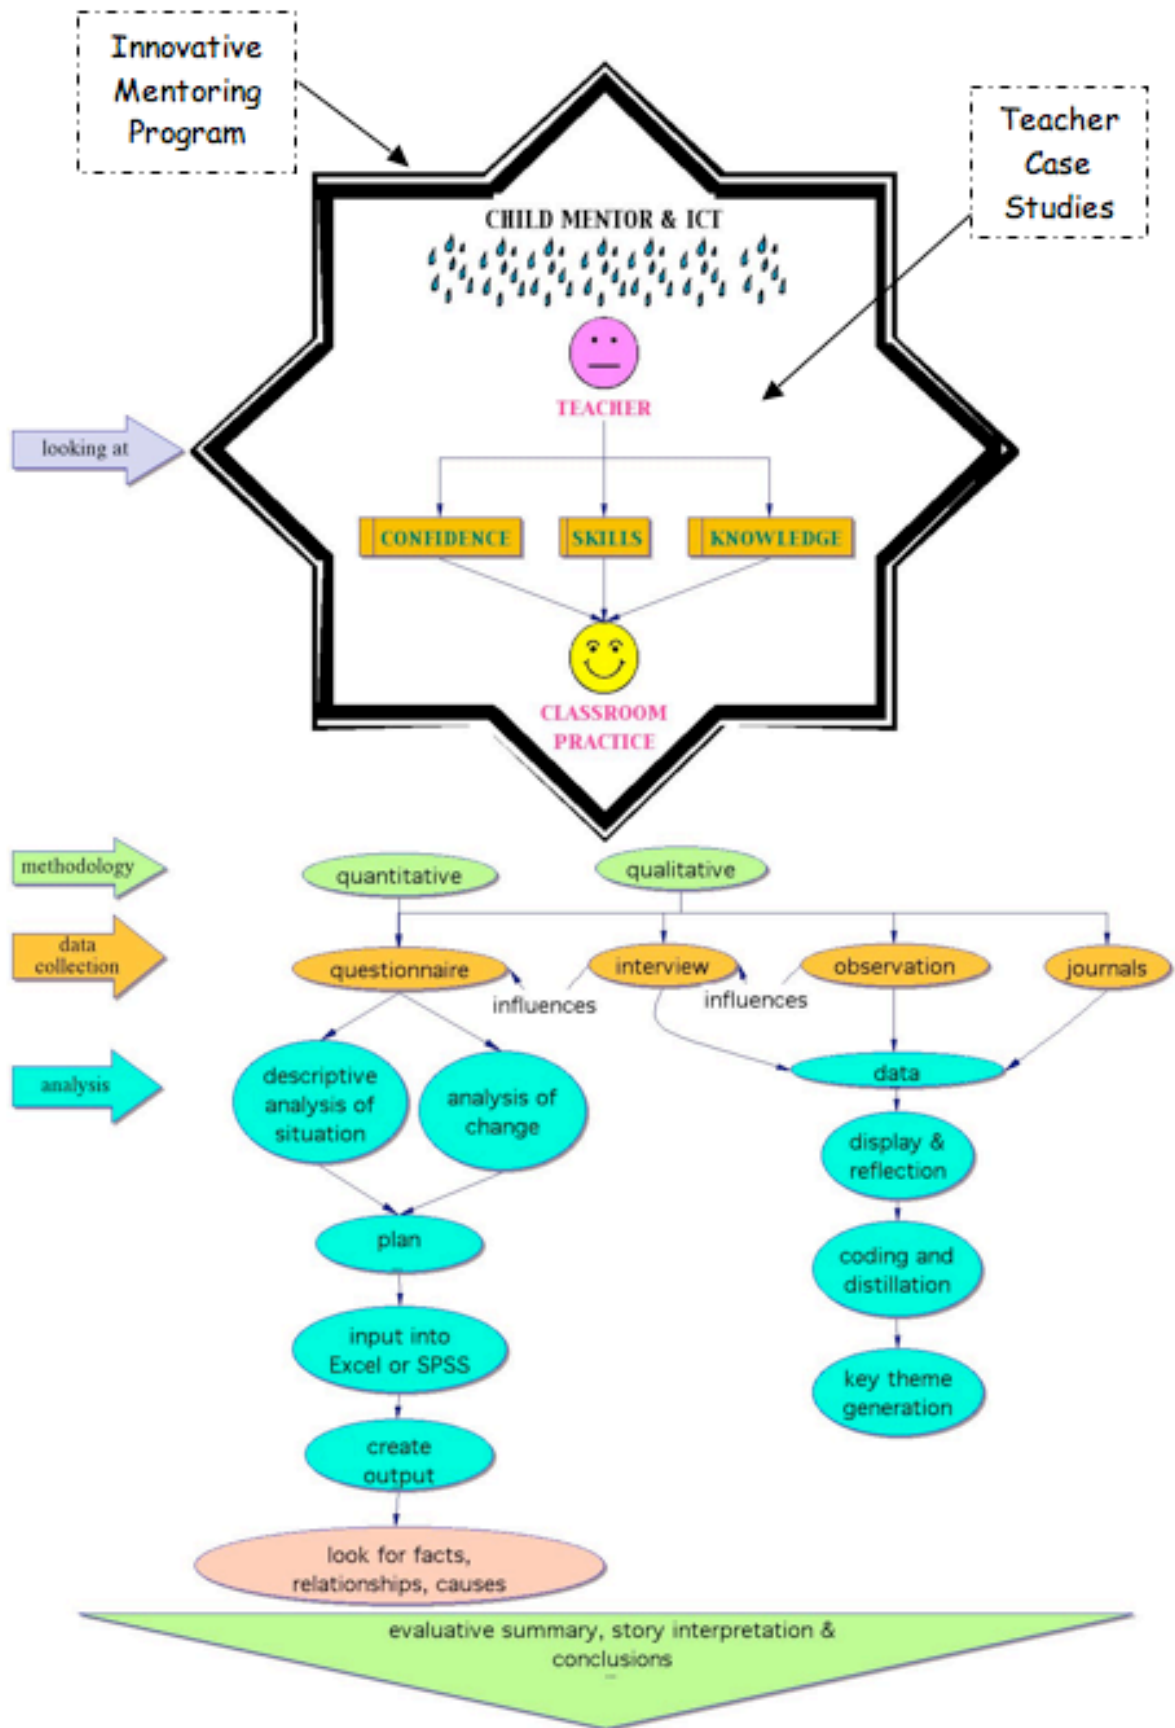 Innovative
Mentoring
Program
Teacher
Case
Studies
CHILD MENTOR & ICT
TEACHER
looking at
CONFIDENCE
SKILLS
KNOWLEDGE
CLASSROOM
PRACTICE
methodology
quantitative
qualitative
data
collection
questionnaire
interview
observation
journals
influences
influences
analysis
descriptive
analysis of
situation
analysis of
change
data
display &
reflection
plan
coding and
distillation
input into
Excel or SPSS
key theme
generation
create
output
look for facts,
relationships, causes
evaluative summary, story interpretation &
conclusions